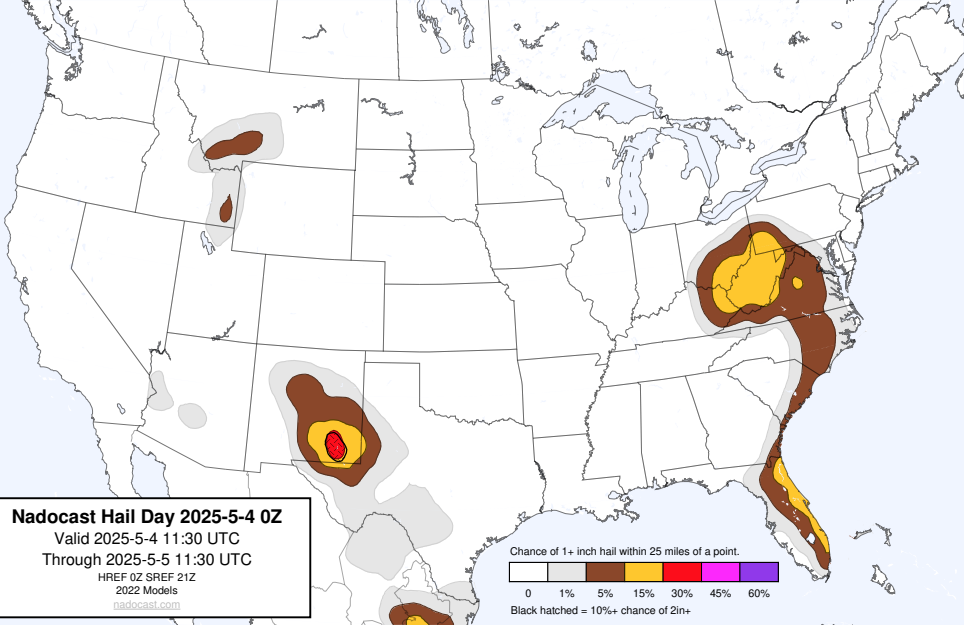 Nadocast Hail Day 2025-5-4 0Z
Valid 2025-5-4 11:30 UTC
Through 2025-5-5 11:30 UTC
HREF 0Z SREF 21Z
2022 Models
nadocast.com
Chance of 1+ inch hail within 25 miles of a point.
0 1% 5% 15% 30% 45% 60%
Black hatched = 10%+ chance of 2in+